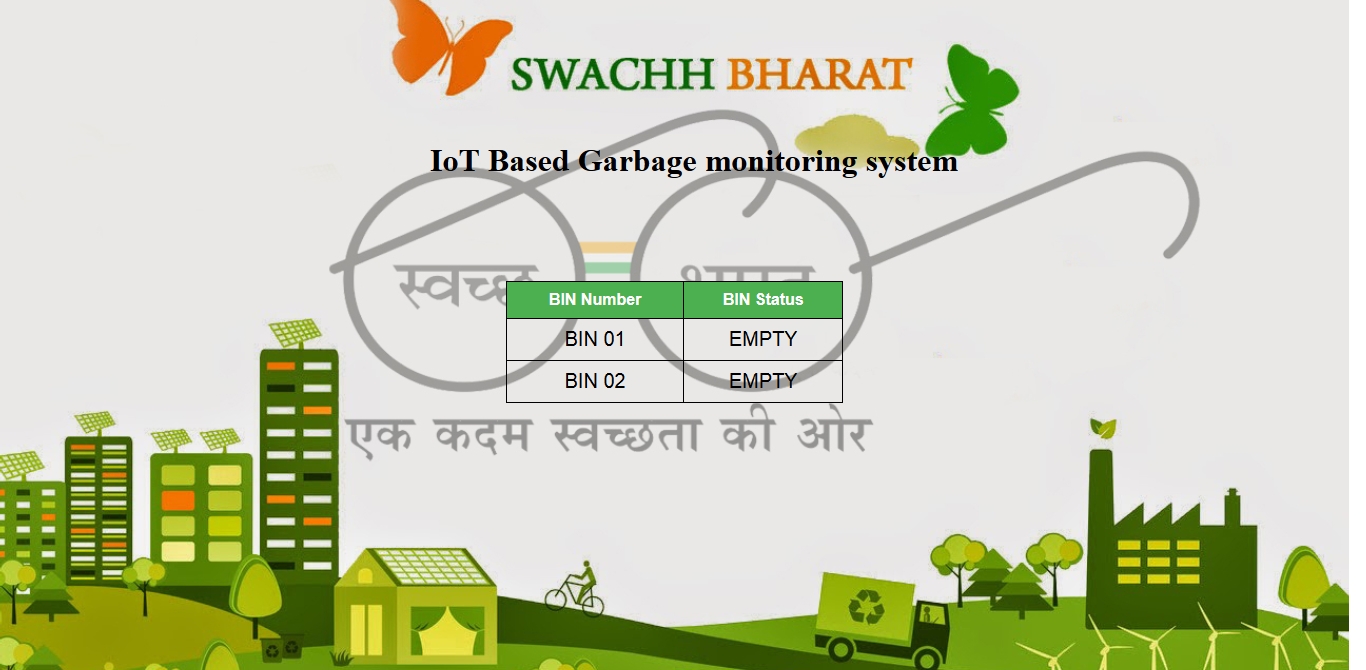 SWACHH BHARAT
IoT Based Garbage monitoring system
स्वच्छ भारत
BIN Number BIN Status
BIN 01 EMPTY
BIN 02 EMPTY
एक कदम स्वच्छता की ओर